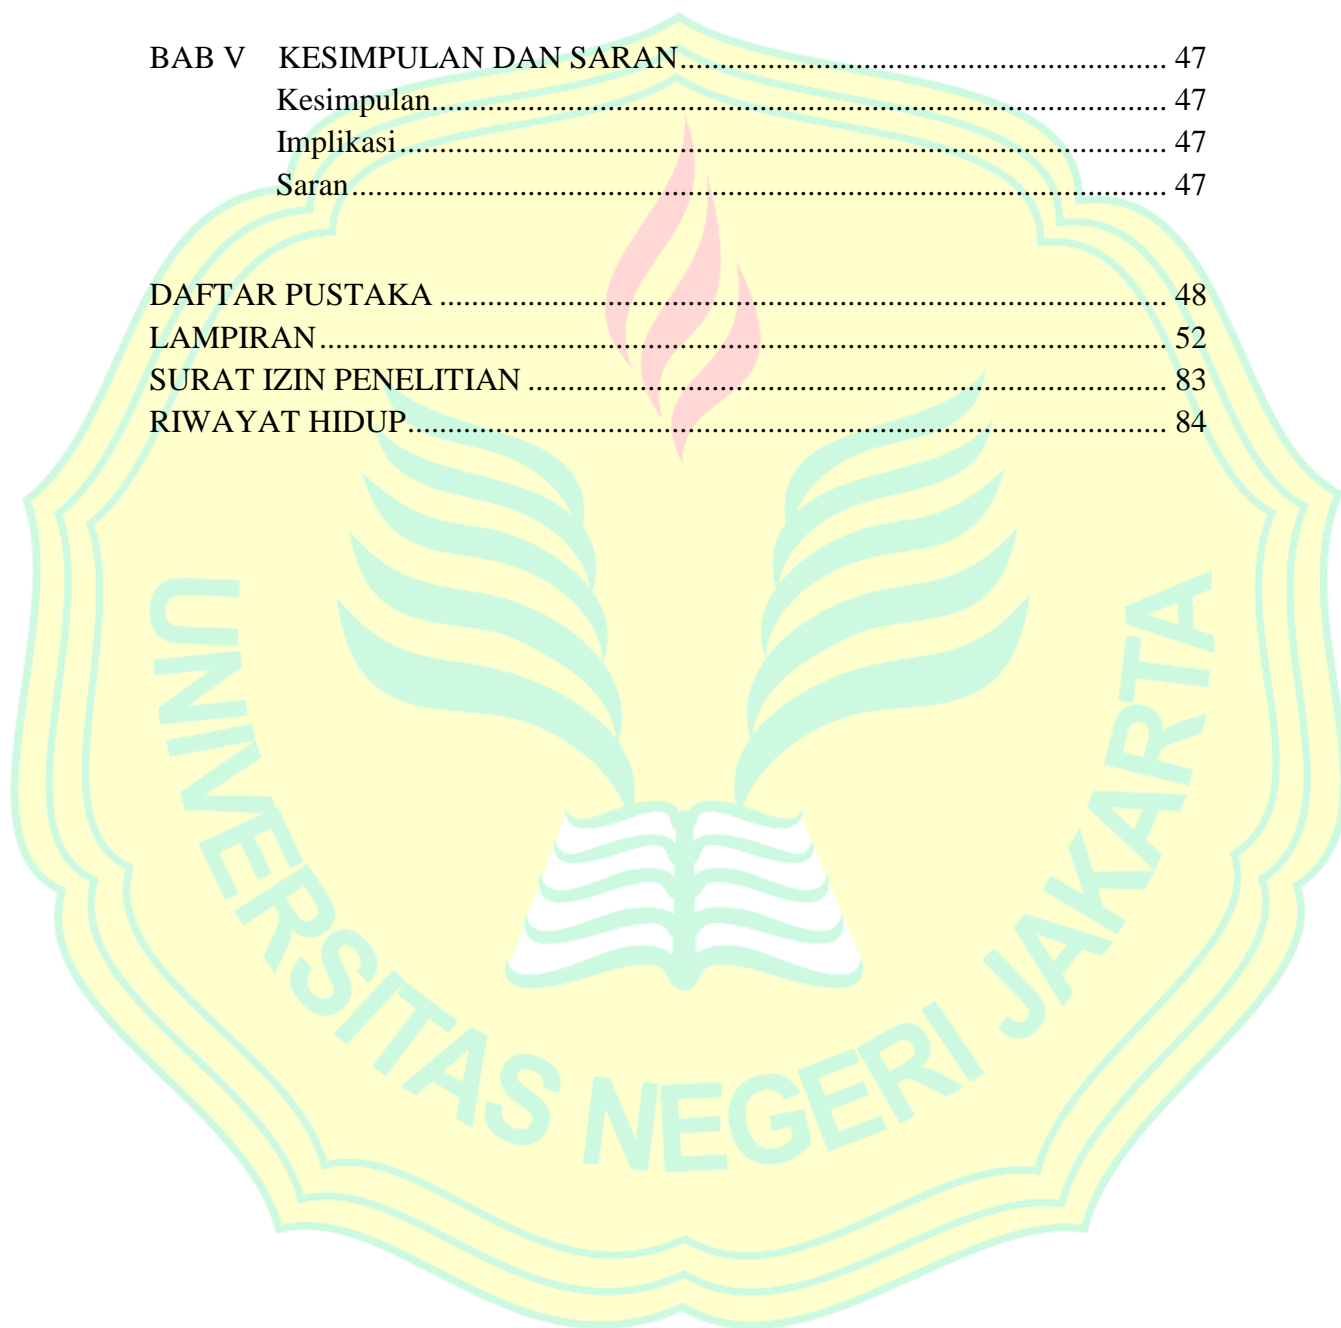 BAB V KESIMPULAN DAN SARAN............................................................. 47
Kesimpulan............................................................................................ 47
Implikasi................................................................................................ 47
Saran...................................................................................................... 47
DAFTAR PUSTAKA ........................................................................................... 48
LAMPIRAN.......................................................................................................... 52
SURAT IZIN PENELITIAN ................................................................................ 83
RIWAYAT HIDUP............................................................................................... 84
UNIVERSITAS NEGERI JAKARTA